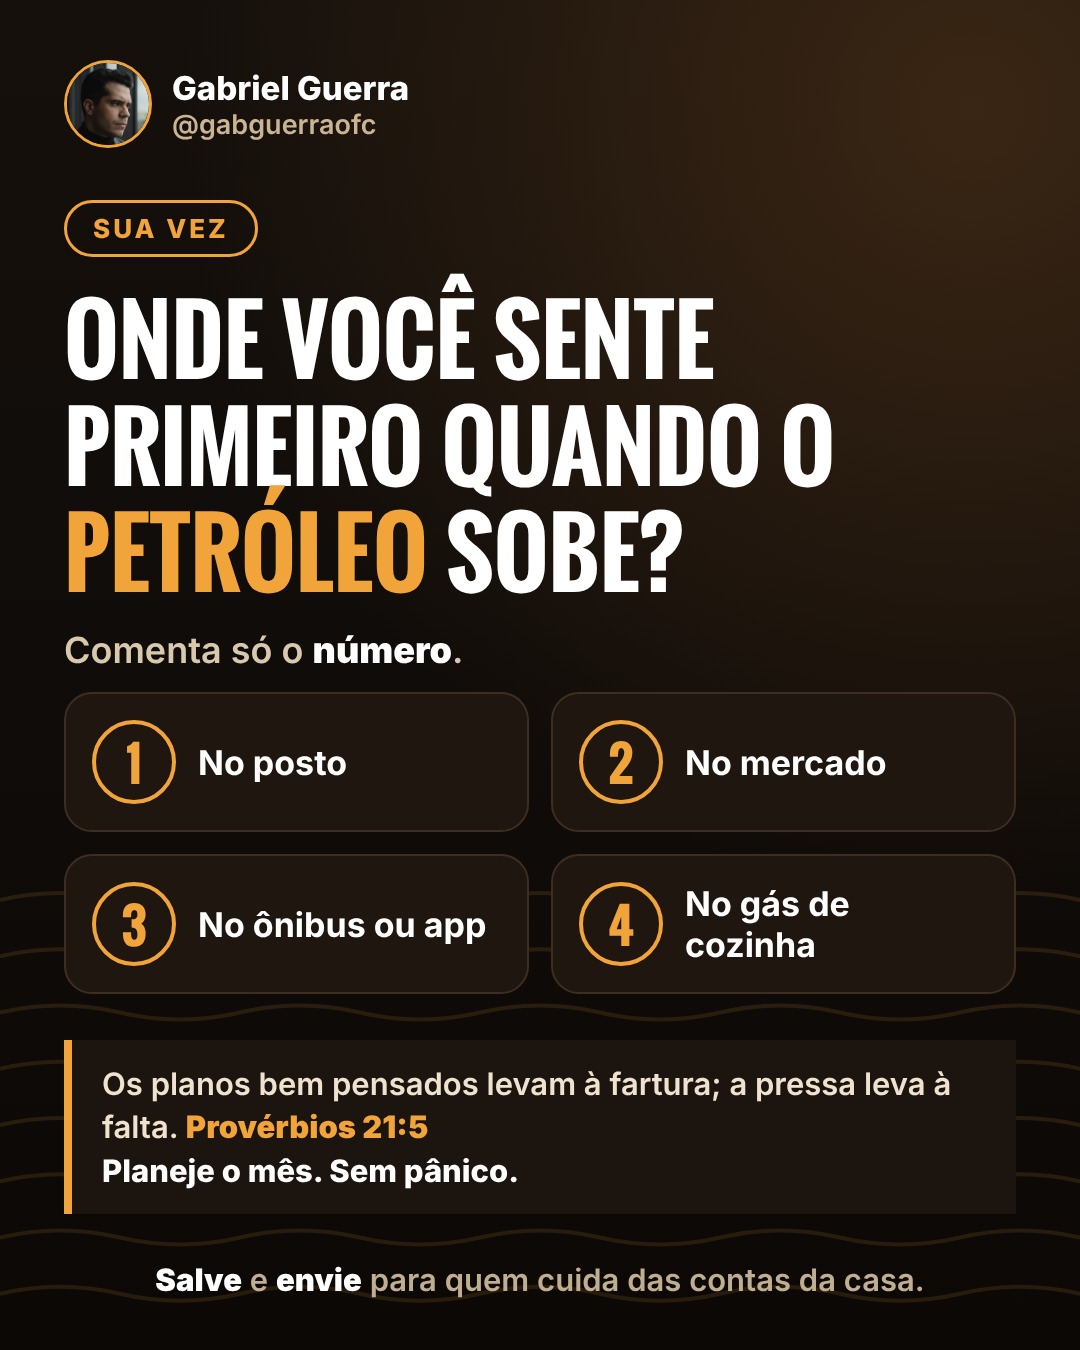 Gabriel Guerra
@gabguerraofc
SUA VEZ
ONDE VOCÊ SENTE
PRIMEIRO QUANDO O
PETRÓLEO SOBE?
Comenta só o número.
1 No posto
2 No mercado
3 No ônibus ou app
4 No gás de
cozinha
Os planos bem pensados levam à fartura; a pressa leva à
falta. Provérbios 21:5
Planeje o mês. Sem pânico.
Salve e envie para quem cuida das contas da casa.